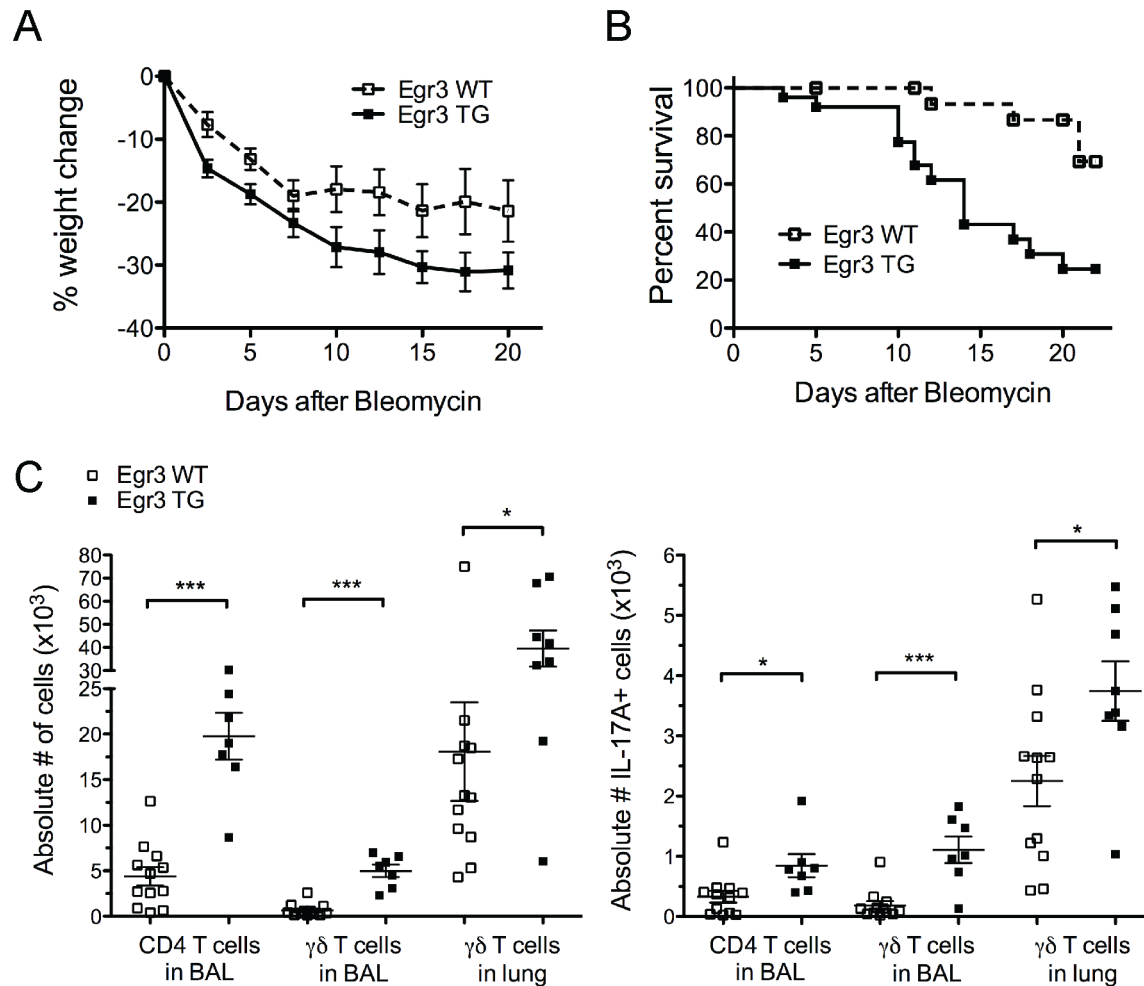 A
0
-10
-20
-30
-40
% weight change
Egr3 WT
Egr3 TG
0
5
10
15
20
Days after Bleomycin
B
100
80
60
40
20
0
Percent survival
Egr3 WT
Egr3 TG
0
5
10
15
20
Days after Bleomycin
C
Egr3 WT
Egr3 TG
80
70
60
50
40
30
25
20
15
10
5
0
Absolute # of cells (x10³)
***
***
*
CD4 T cells
in BAL
γδ T cells
in BAL
γδ T cells
in lung
6
5
4
3
2
1
0
Absolute # IL-17A+ cells (x10³)
*
***
*
CD4 T cells
in BAL
γδ T cells
in BAL
γδ T cells
in lung